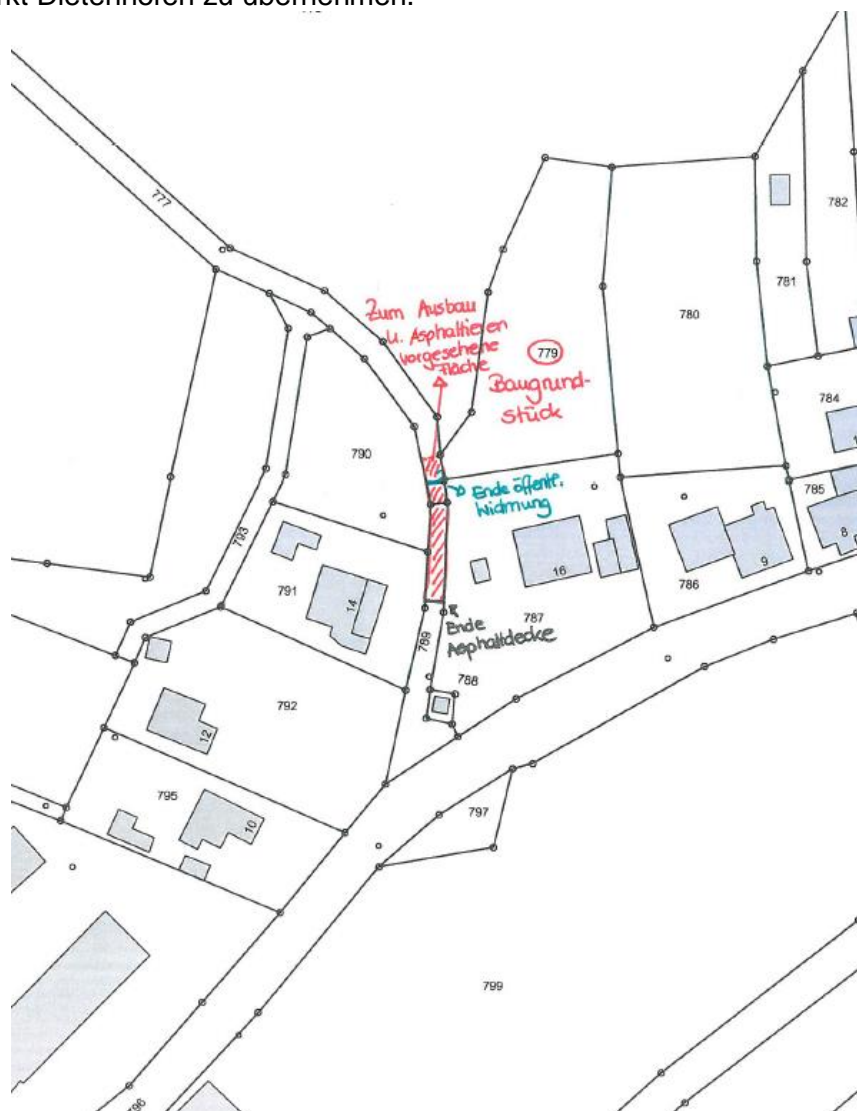 Dietenhofen zu übernehmen.
777
782
781
Zum Ausbau
u. Asphaltieren
vorgesehene
Fläche
780
779
Baugrund-
stück
784
790
Ende öffentl.
Widmung
785
793
8
16
9
786
791
14
787
Ende
Asphaltdecke
789
788
792
12
795
797
10
799
796